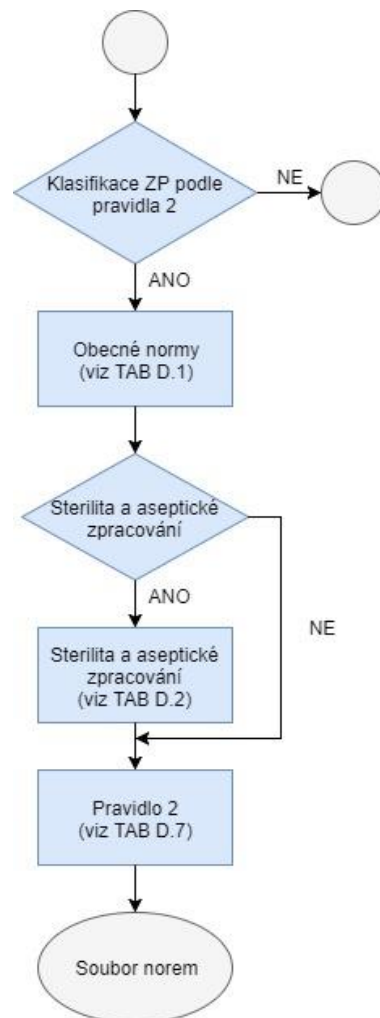 Klasifikace ZP podle
pravidla 2
NE
ANO
Obecné normy
(viz TAB D.1)
Sterilita a aseptické
zpracování
ANO
NE
Sterilita a aseptické
zpracování
(viz TAB D.2)
Pravidlo 2
(viz TAB D.7)
Soubor norem